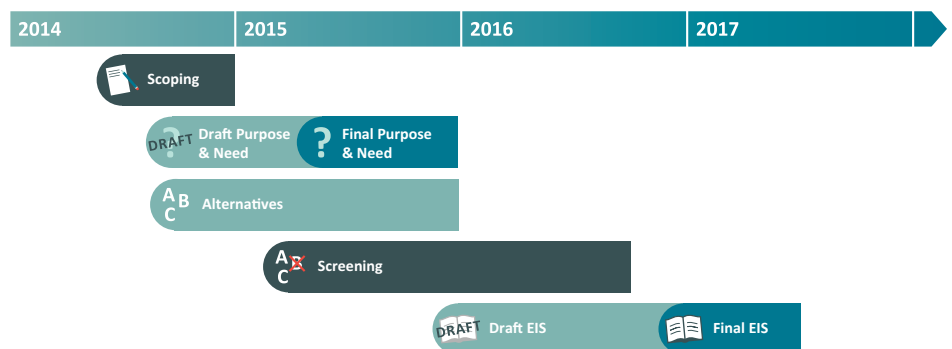 2014 2015 2016 2017
Scoping
DRAFT Draft Purpose
& Need
? Final Purpose
& Need
A B
C
Alternatives
A B
C
Screening
DRAFT Draft EIS
Final EIS